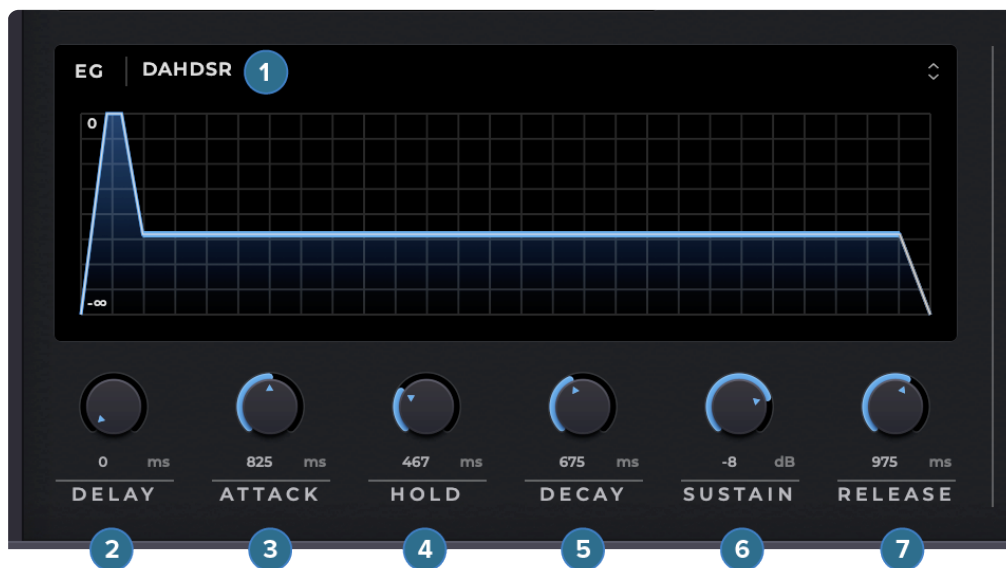 EG DAHDSR 1
0
-∞
0 ms 825 ms 467 ms 675 ms -8 dB 975 ms
DELAY ATTACK HOLD DECAY SUSTAIN RELEASE
2 3 4 5 6 7